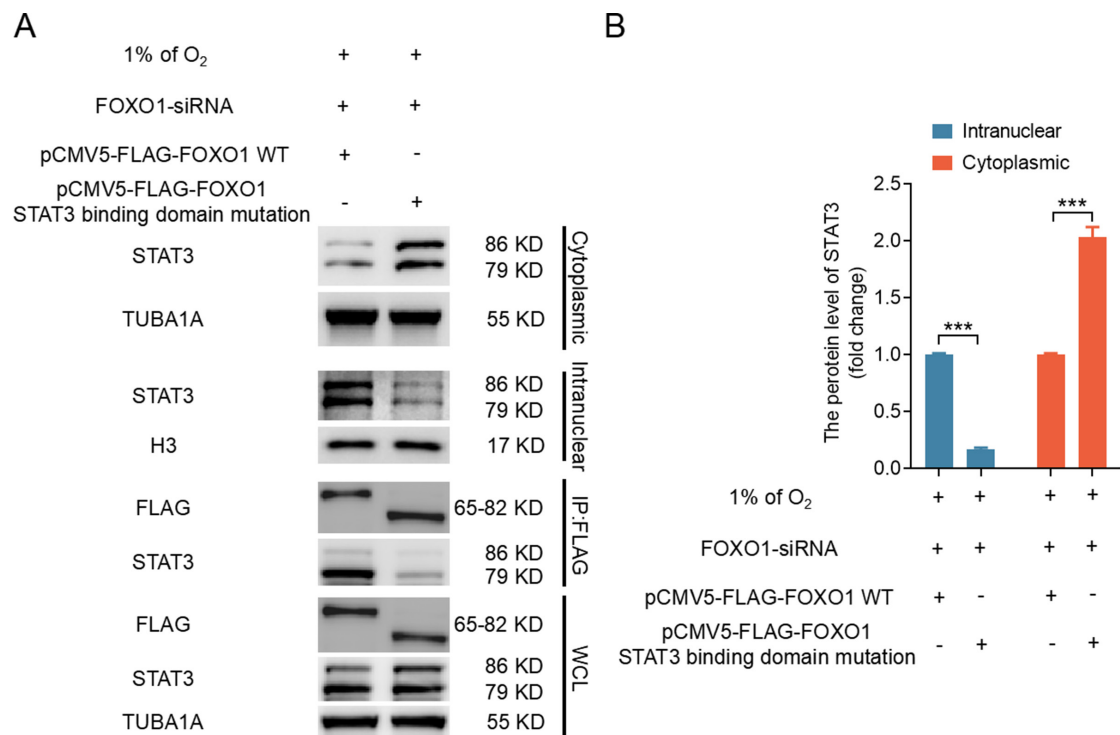 A
1% of O2 + +
FOXO1-siRNA + +
pCMV5-FLAG-FOXO1 WT + -
pCMV5-FLAG-FOXO1
STAT3 binding domain mutation - +
STAT3 86 KD
79 KD
TUBA1A 55 KD
Cytoplasmic
STAT3 86 KD
79 KD
H3 17 KD
Intranuclear
FLAG 65-82 KD
STAT3 86 KD
79 KD
IP:FLAG
FLAG 65-82 KD
STAT3 86 KD
79 KD
TUBA1A 55 KD
WCL
B
Intranuclear
Cytoplasmic
The perotein level of STAT3
(fold change)
2.5
2.0
1.5
1.0
0.5
0.0
***
***
1% of O2 + + + +
FOXO1-siRNA + + + +
pCMV5-FLAG-FOXO1 WT + - + -
pCMV5-FLAG-FOXO1
STAT3 binding domain mutation - + - +